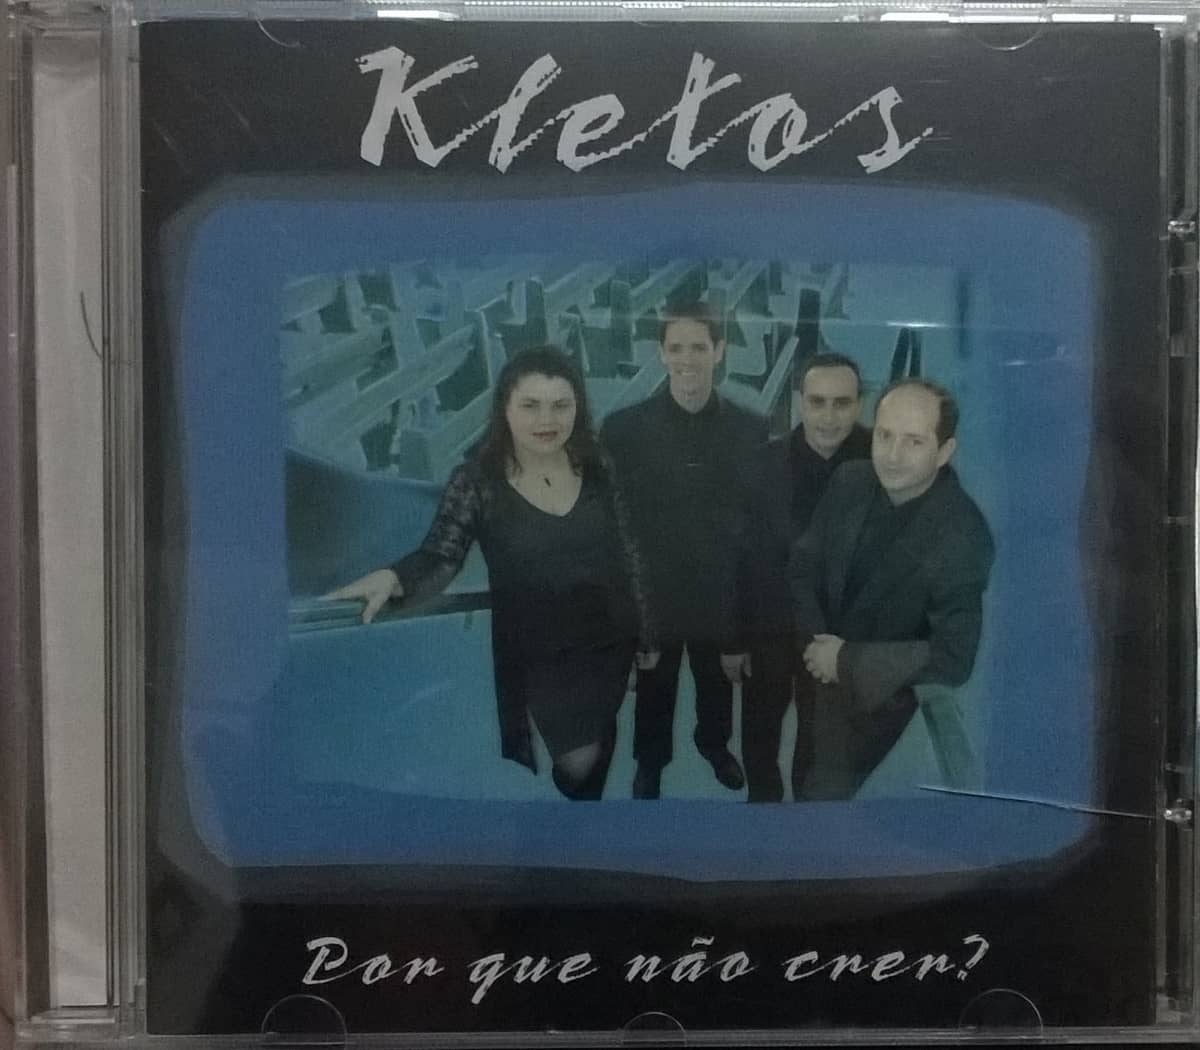 Kletos
Por que não crer?